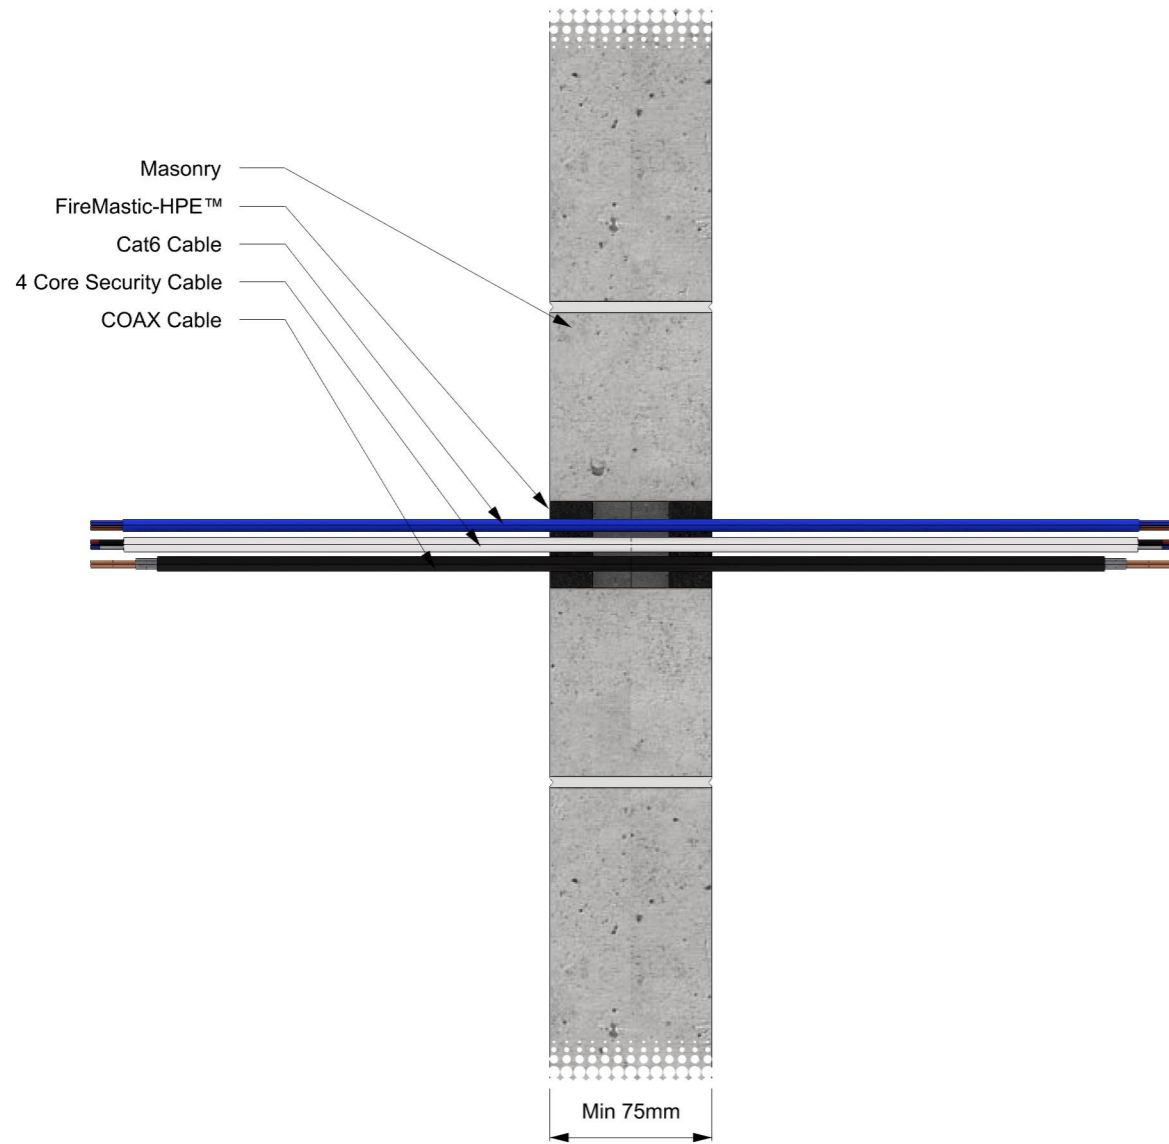 Masonry
FireMastic-HPE™
Cat6 Cable
4 Core Security Cable
COAX Cable
Min 75mm